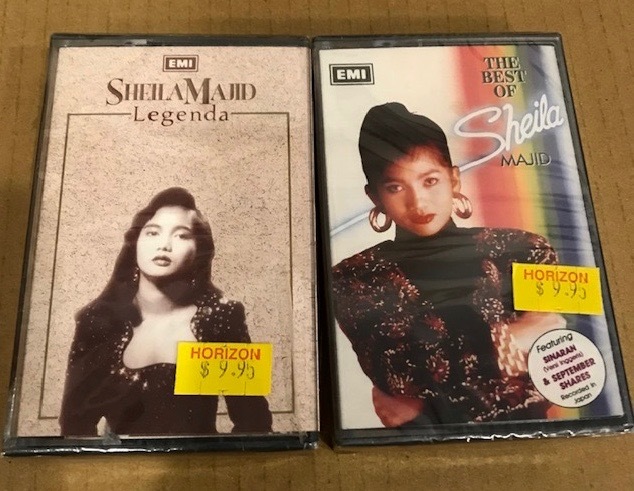 EMI
SHEILA MAJID
Legenda
HORIZON
$ 9.95
EMI
THE
BEST
OF
Sheila
MAJID
HORIZON
$ 9.95
Featuring
SINARAN
(Versi Inggeris)
& SEPTEMBER
SHARES
Recorded in
Japan